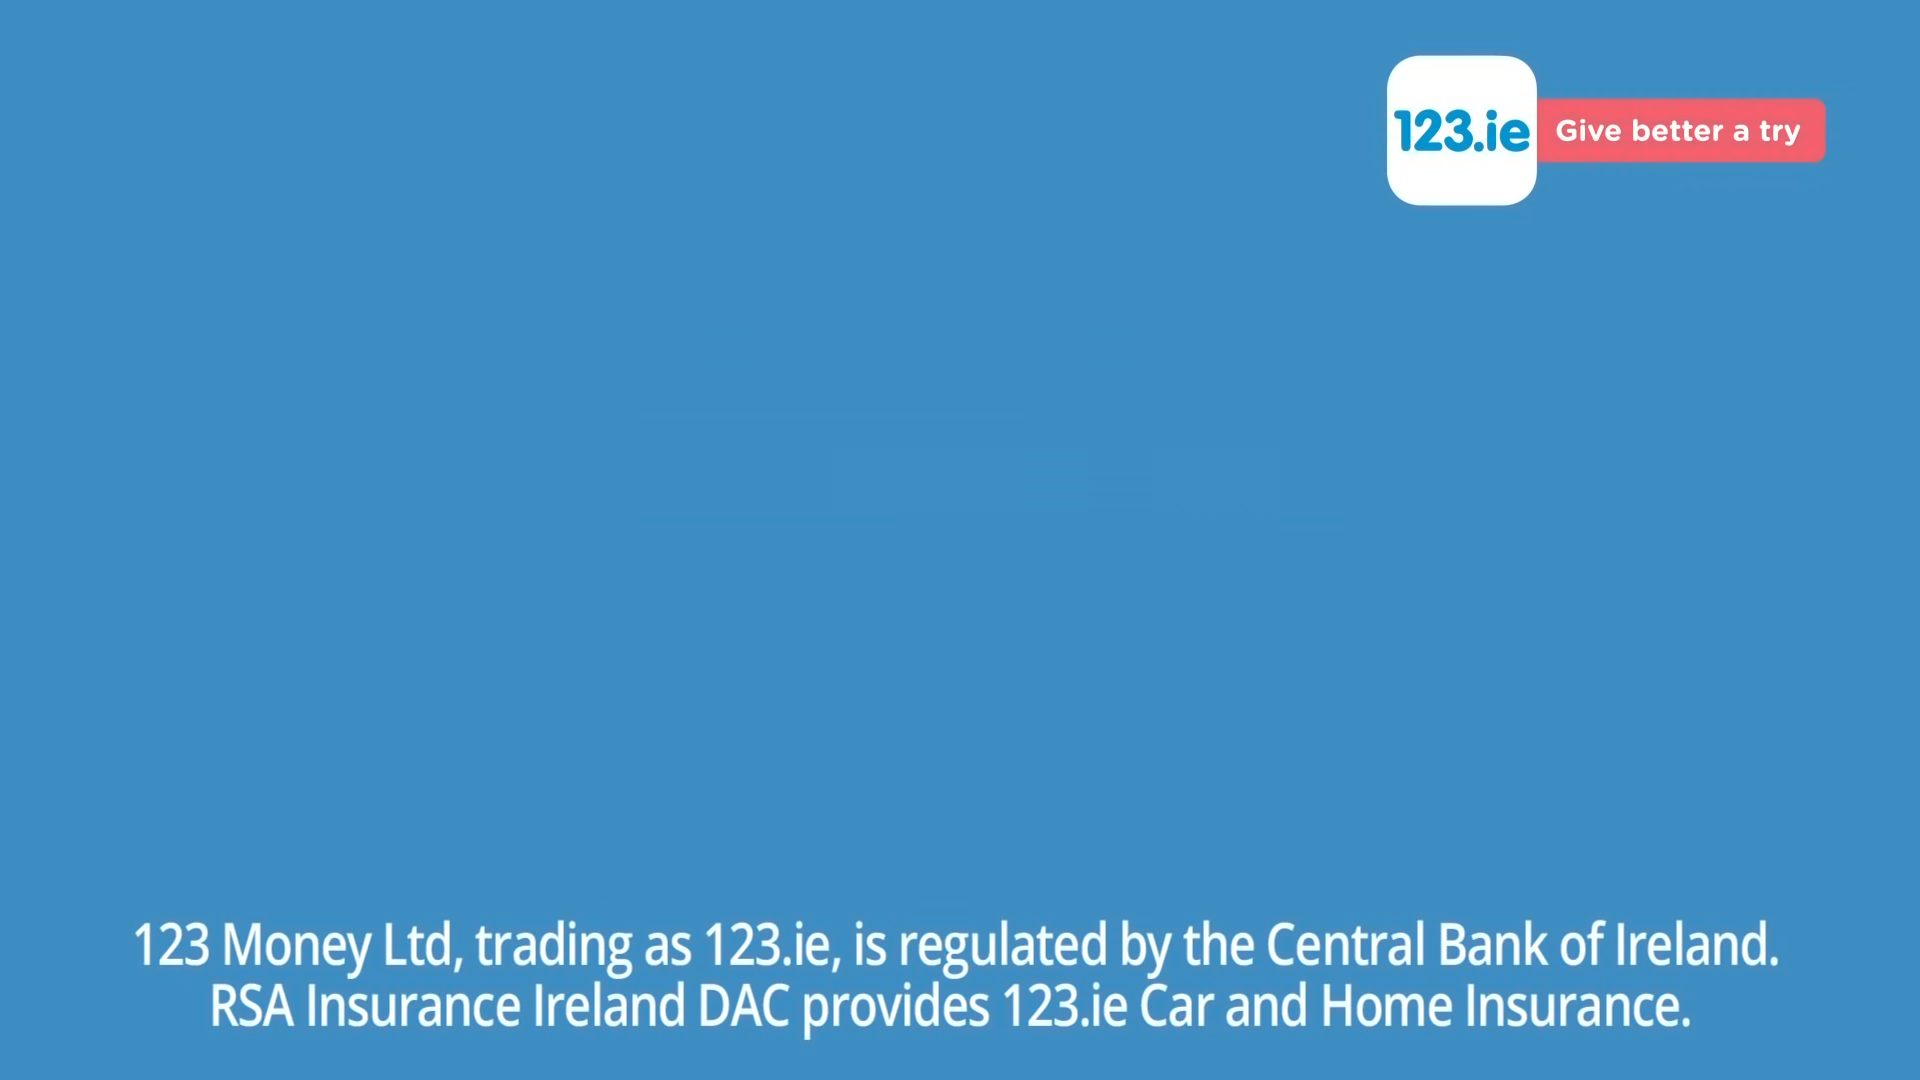 123.ie Give better a try
123 Money Ltd, trading as 123.ie, is regulated by the Central Bank of Ireland.
RSA Insurance Ireland DAC provides 123.ie Car and Home Insurance.